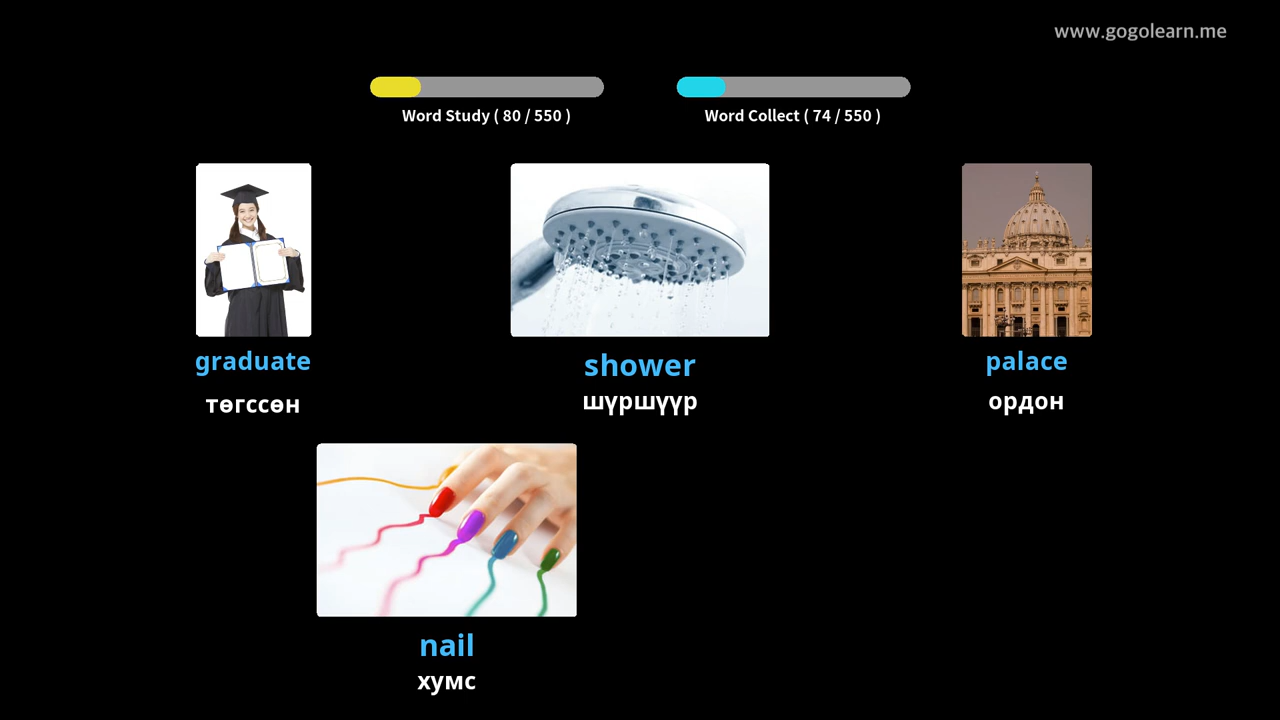 www.gogolearn.me
Word Study ( 80 / 550 )
Word Collect ( 74 / 550 )
graduate
төгссөн
shower
шүршүүр
palace
ордон
nail
хумс